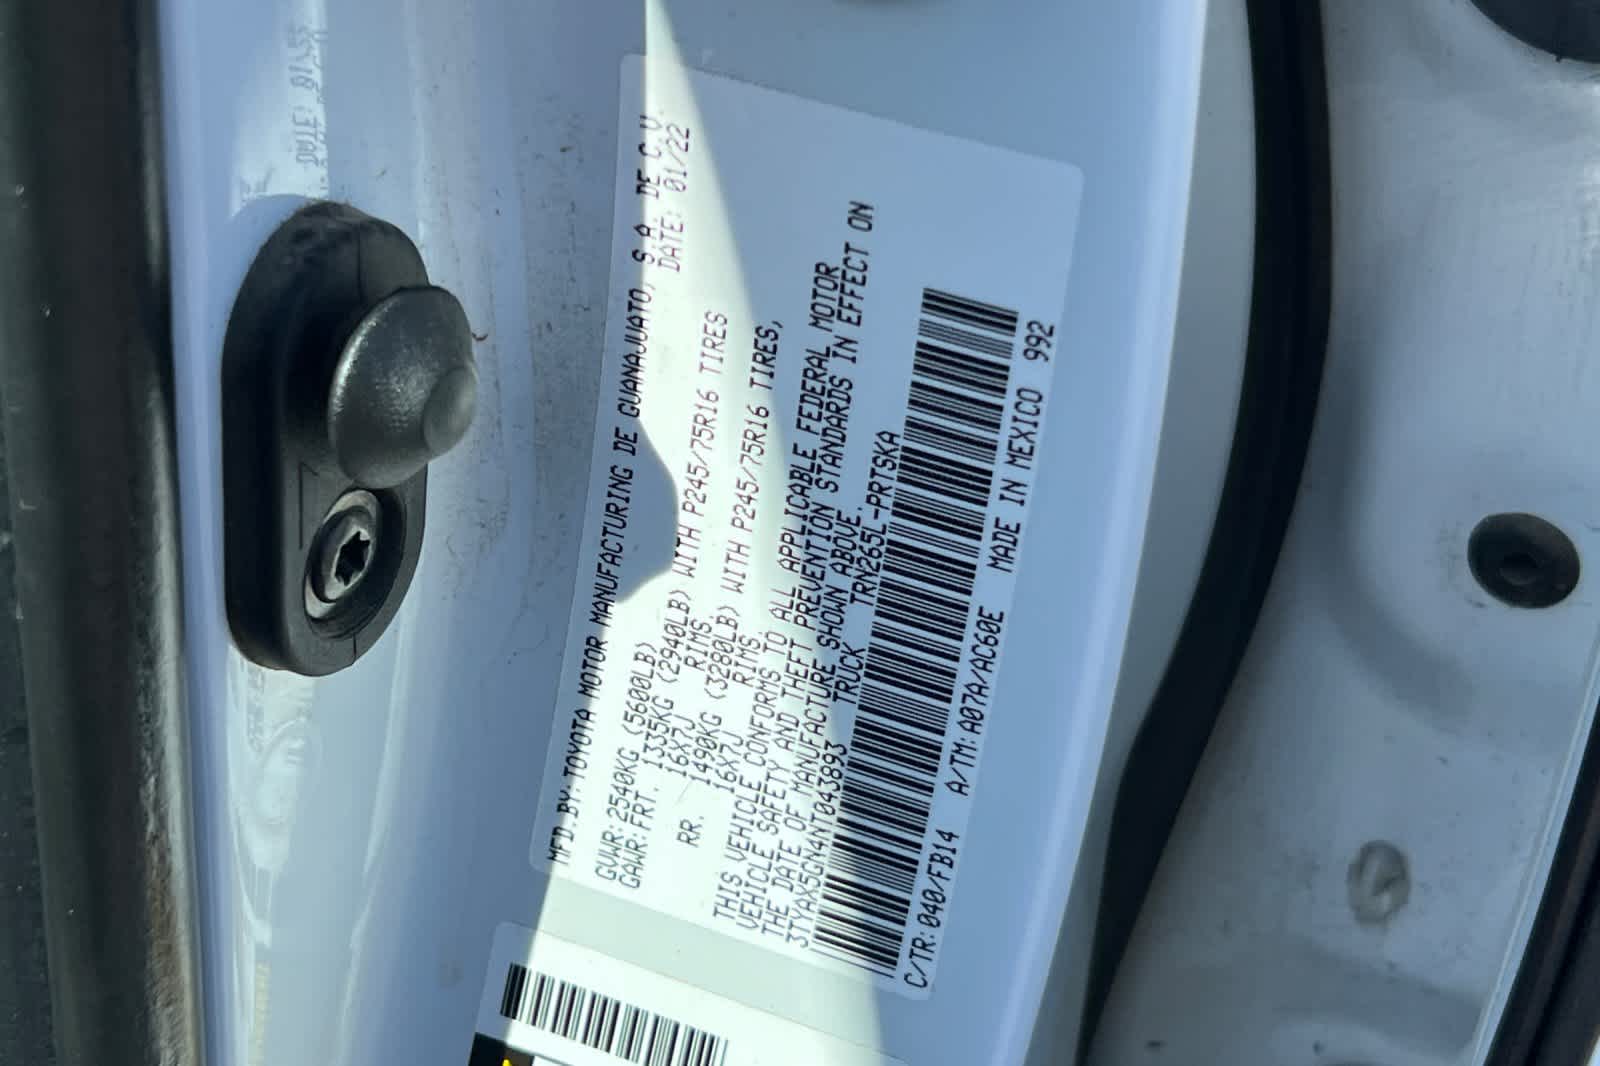 MFD.BY:TOYOTA MOTOR MANUFACTURING DE GUANAJUATO, S.A. DE C.V.
DATE: 01/22
GVWR:2540KG (5600LB)
GAWR:FRT. 1335KG (2940LB) WITH P245/75R16 TIRES
16X7J RIMS,
RR. 1490KG (3280LB) WITH P245/75R16 TIRES,
16X7J RIMS
THIS VEHICLE CONFORMS TO ALL APPLICABLE FEDERAL MOTOR
VEHICLE SAFETY AND THEFT PREVENTION STANDARDS IN EFFECT ON
THE DATE OF MANUFACTURE SHOWN ABOVE.
3TYAX5GN4NT043893 TRUCK TRN265L-PRTSKA
C/TR:040/FB14 A/TM:A07A/AC60E MADE IN MEXICO 992